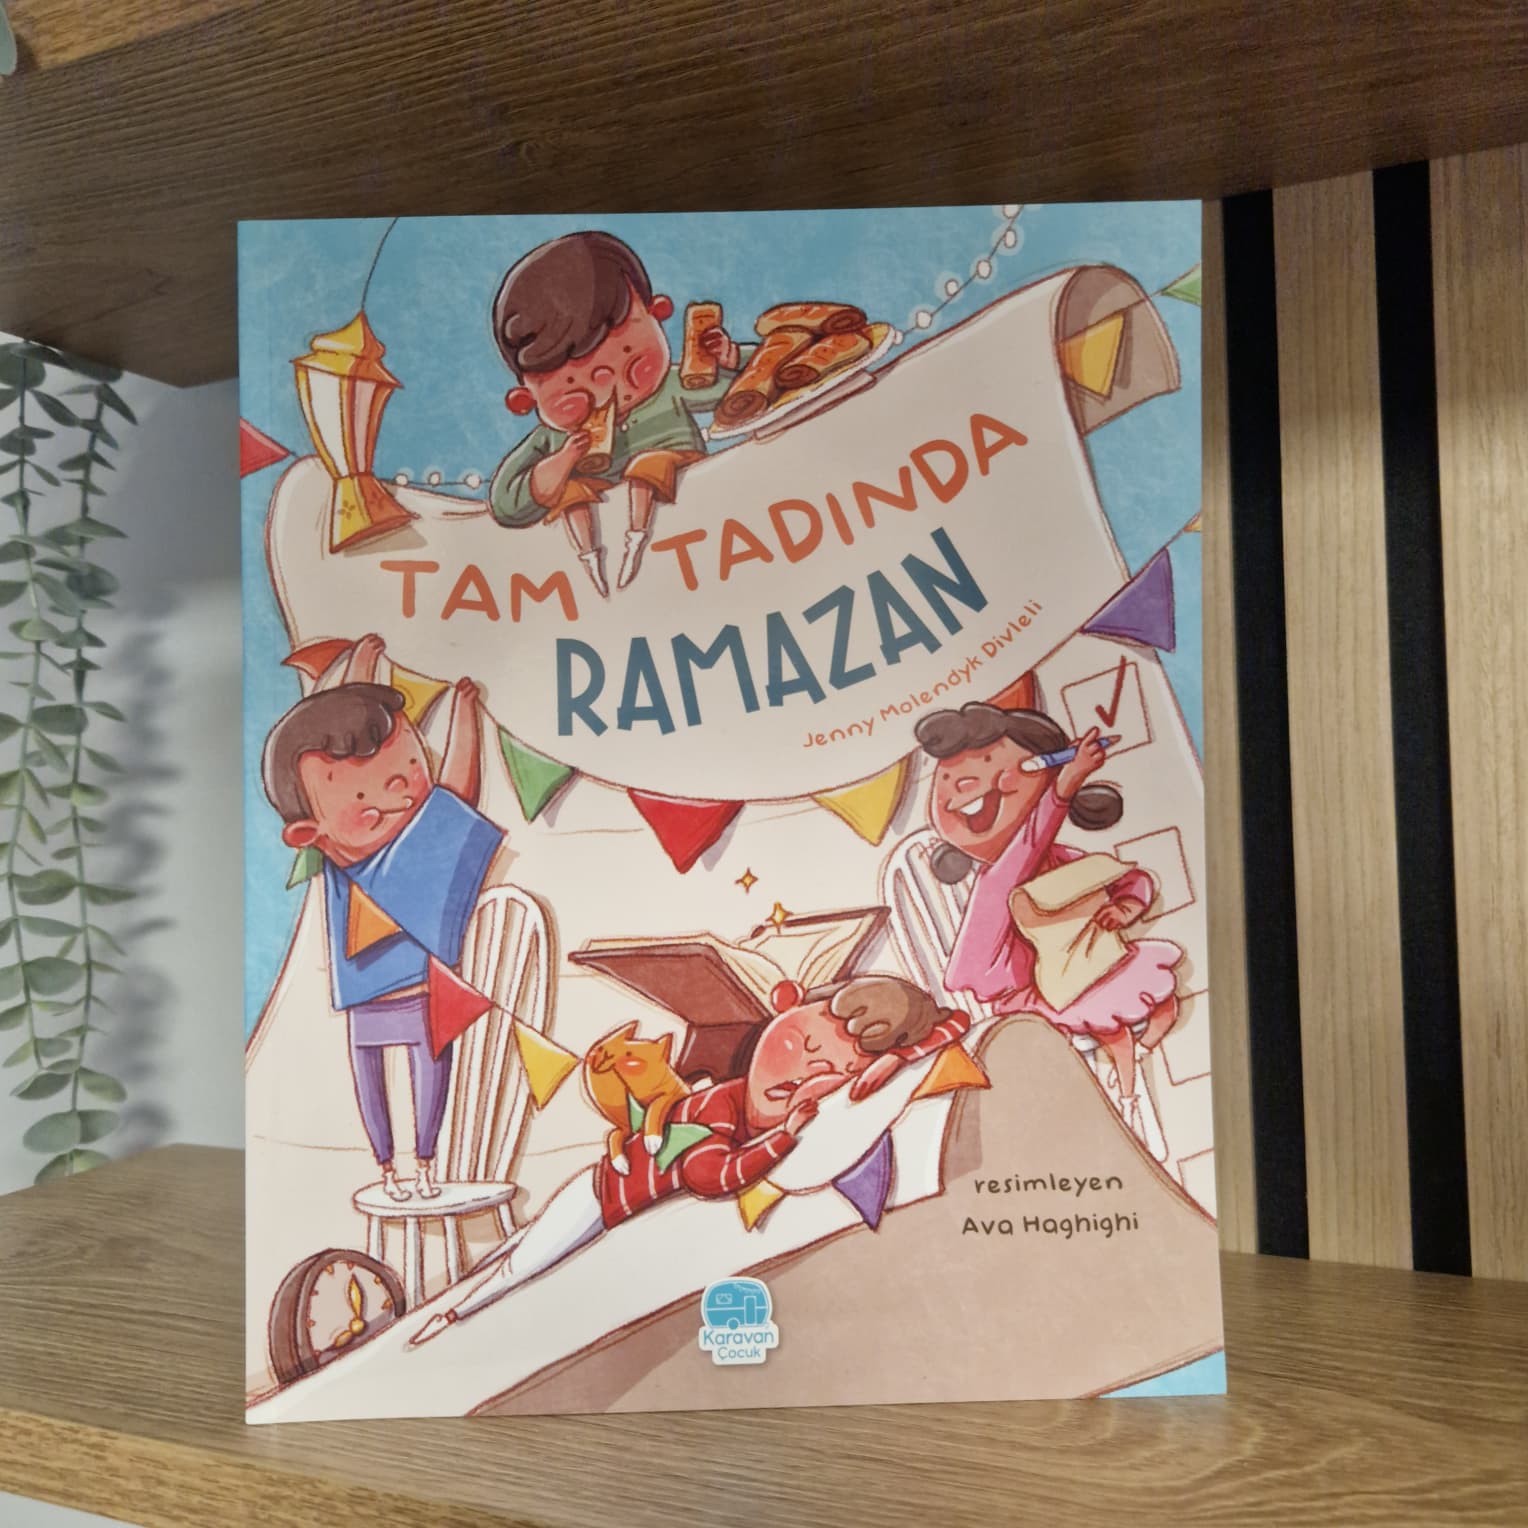 TAM TADINDA
RAMAZAN
Jenny Molendyk Divleli
resimleyen
Ava Haghighi
Karavan
Çocuk